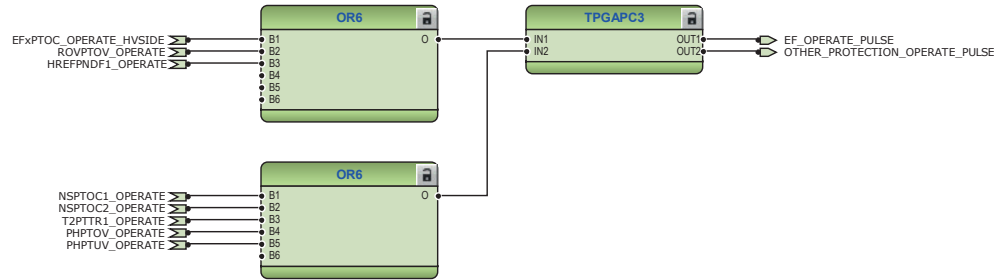 OR6
TPGAPC3
EFxPTOC_OPERATE_HVSIDE B1 O IN1 OUT1 EF_OPERATE_PULSE
ROVPTOV_OPERATE B2 IN2 OUT2 OTHER_PROTECTION_OPERATE_PULSE
HREFPNDF1_OPERATE B3
B4
B5
B6
OR6
NSPTOC1_OPERATE B1 O
NSPTOC2_OPERATE B2
T2PTTR1_OPERATE B3
PHPTOV_OPERATE B4
PHPTUV_OPERATE B5
B6